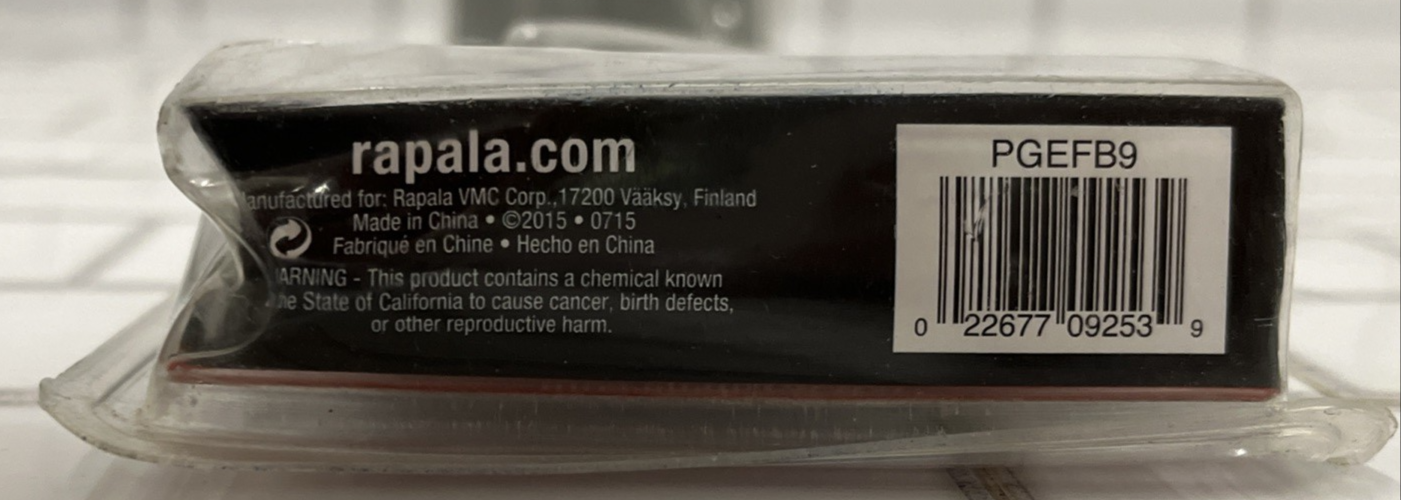 rapala.com
anufactured for: Rapala VMC Corp.,17200 Vääksy, Finland
Made in China • ©2015 • 0715
Fabriqué en Chine • Hecho en China
ARNING - This product contains a chemical known
he State of California to cause cancer, birth defects,
or other reproductive harm.
PGEFB9
0 22677 09253 9